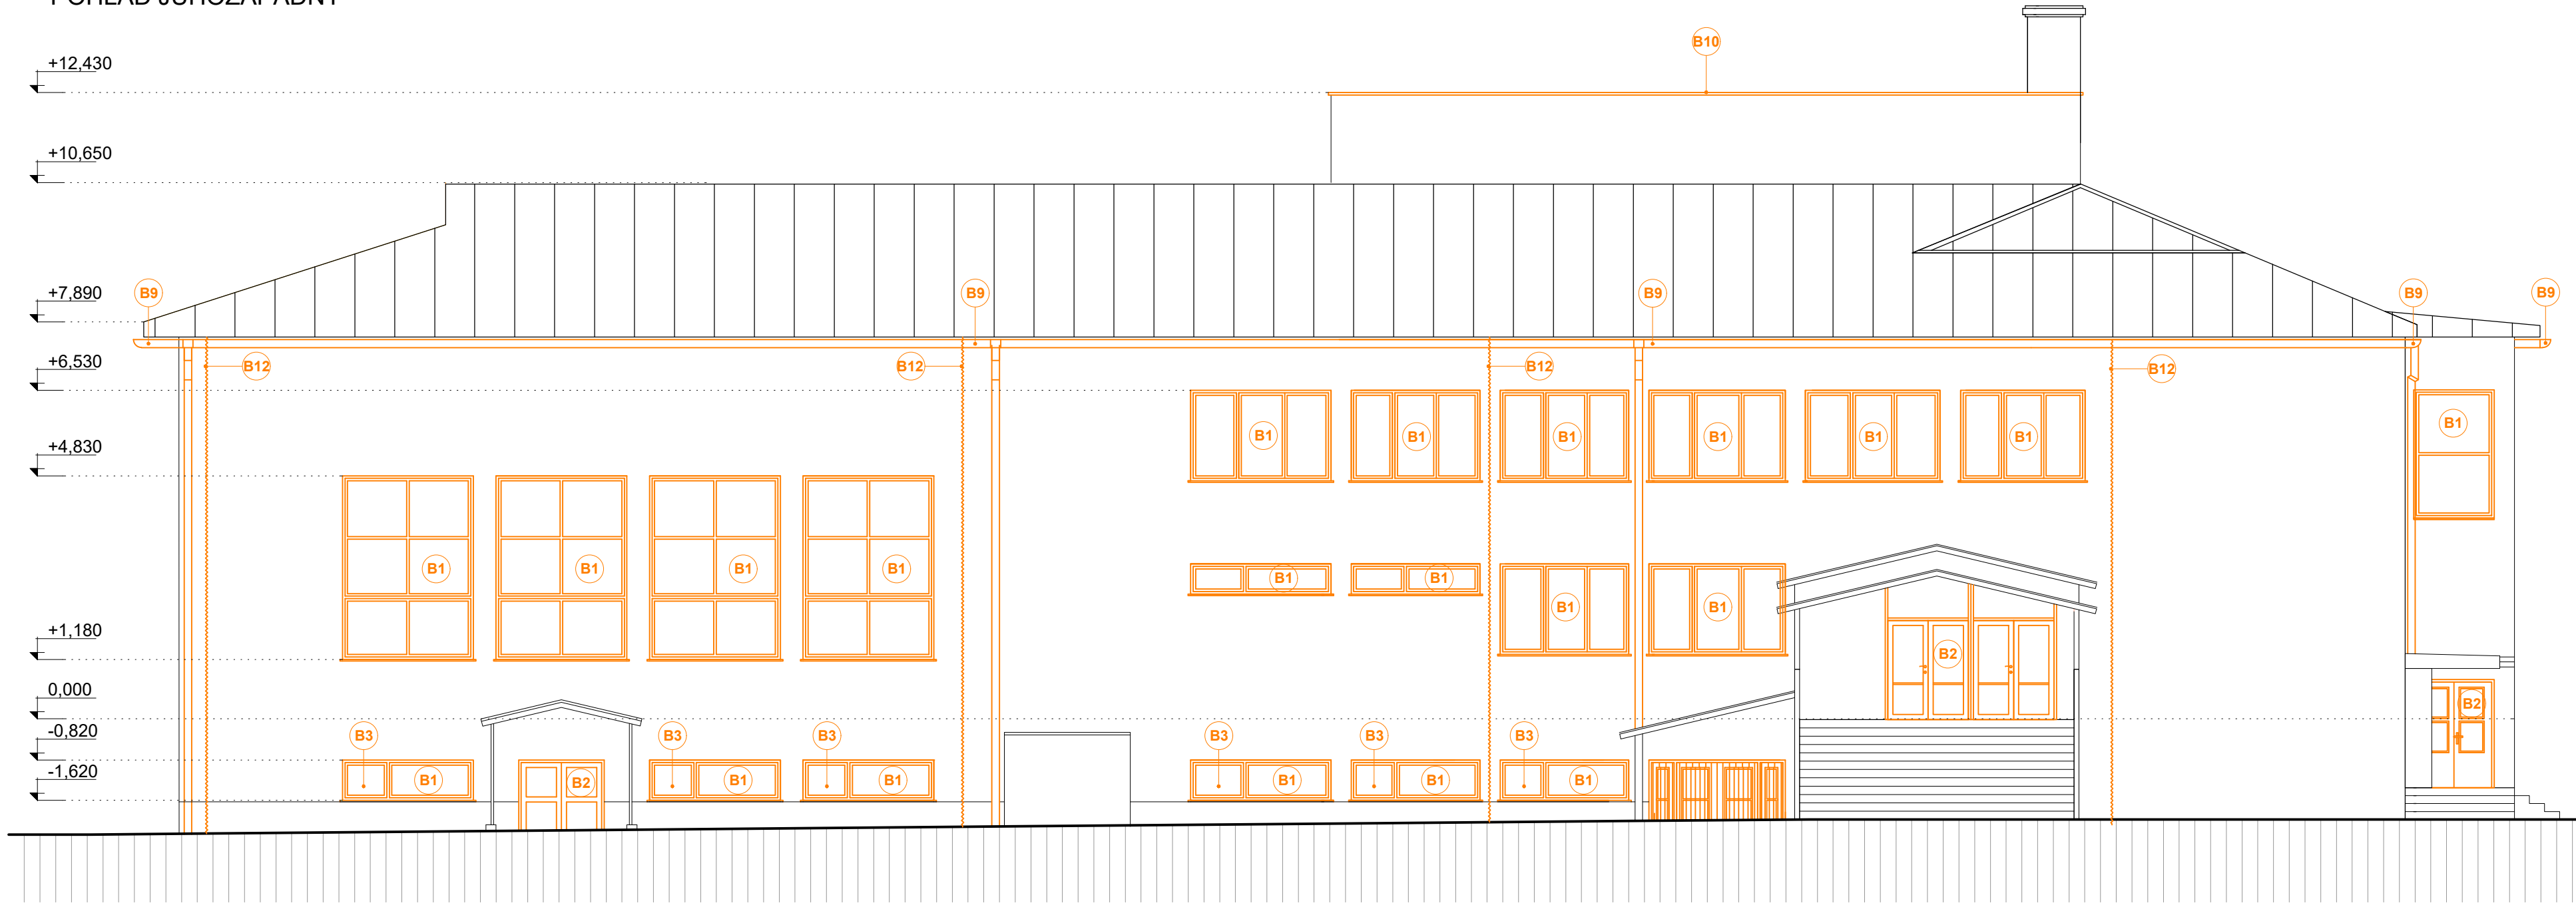 POHĽAD JUHOZÁPADNÝ
+12,430
B10
+10,650
+7,890
B9 B9 B9 B9 B9
+6,530
B12 B12 B12 B12
B1 B1 B1 B1 B1 B1 B1
+4,830
B1 B1 B1 B1 B1 B1
B1 B1
+1,180
B2
0,000
B2
-0,820
B3 B3 B3 B3 B3 B3
-1,620
B1 B2 B1 B1 B1 B1 B1